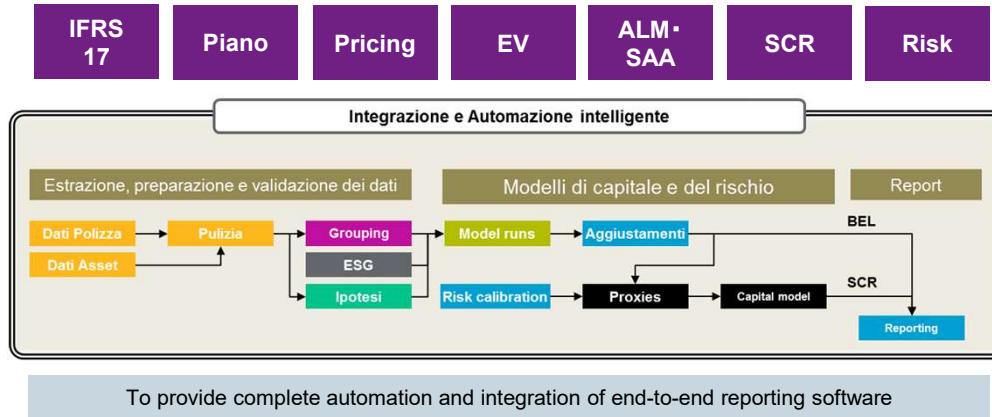 IFRS
17
Piano
Pricing
EV
ALM・
SAA
SCR
Risk
Integrazione e Automazione intelligente
Estrazione, preparazione e validazione dei dati
Modelli di capitale e del rischio
Report
Dati Polizza
Pulizia
Grouping
Model runs
Aggiustamenti
BEL
Dati Asset
ESG
Ipotesi
Risk calibration
Proxies
Capital model
SCR
Reporting
To provide complete automation and integration of end-to-end reporting software